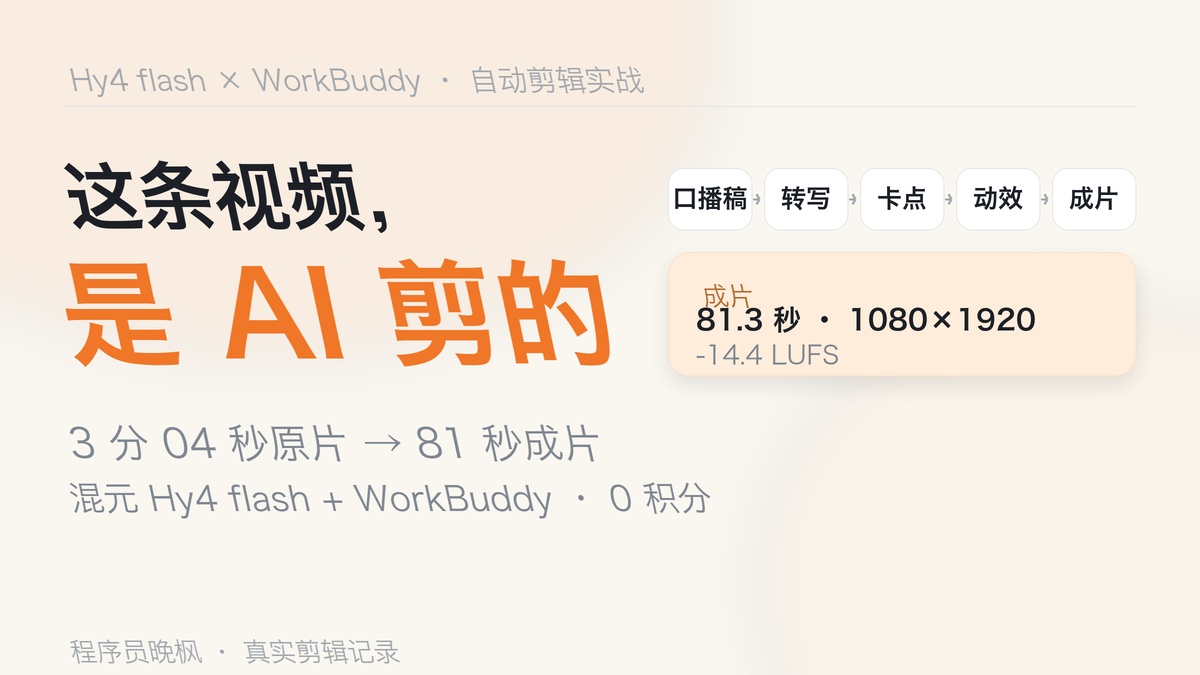 Hy4 flash × WorkBuddy · 自动剪辑实战
这条视频，
是 AI 剪的
口播稿 › 转写 › 卡点 › 动效 › 成片
成片
81.3 秒 · 1080×1920
-14.4 LUFS
3 分 04 秒原片 → 81 秒成片
混元 Hy4 flash + WorkBuddy · 0 积分
程序员晚枫 · 真实剪辑记录